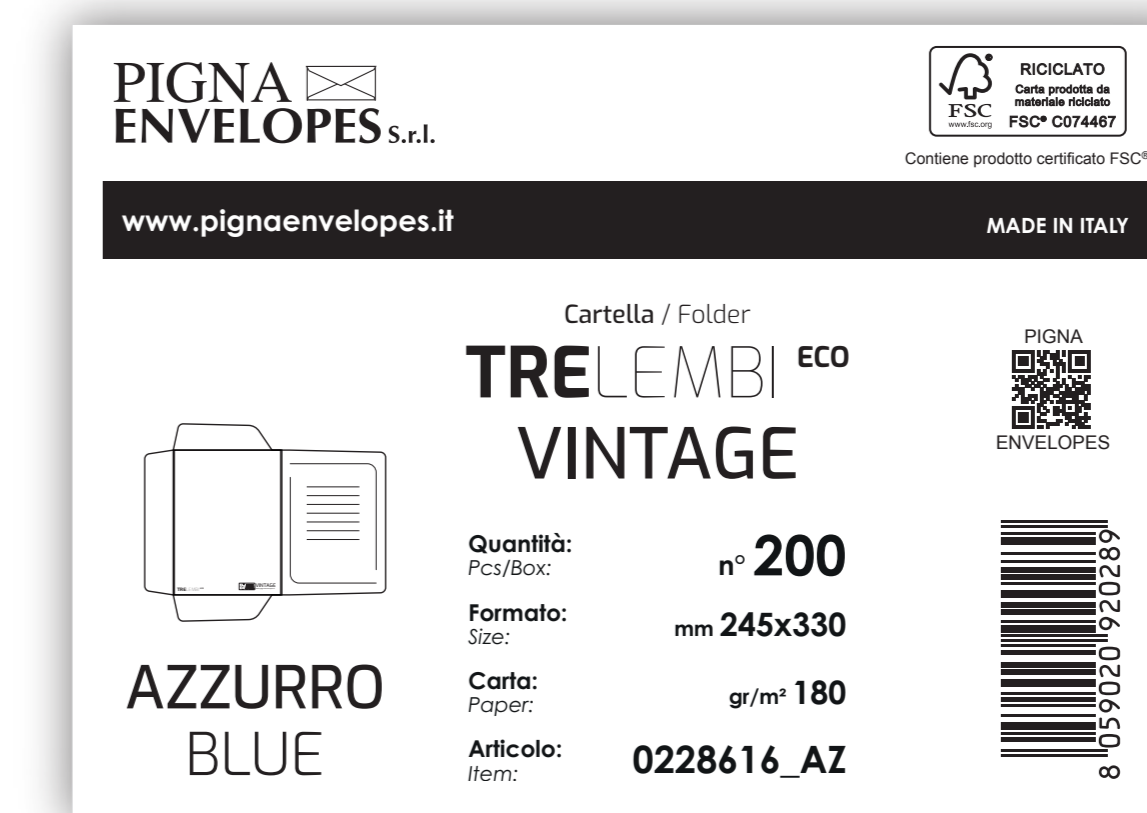 PIGNA
ENVELOPES S.r.l.
FSC
www.fsc.org
RICICLATO
Carta prodotta da
materiale riciclato
FSC® C074467
Contiene prodotto certificato FSC®
www.pignaenvelopes.it
MADE IN ITALY
Cartella / Folder
TRELEMBI ECO
VINTAGE
PIGNA
ENVELOPES
VINTAGE
AZZURRO
BLUE
Quantità:
Pcs/Box:
n° 200
Formato:
Size:
mm 245x330
Carta:
Paper:
gr/m² 180
Articolo:
Item:
0228616_AZ
8 059020 920289